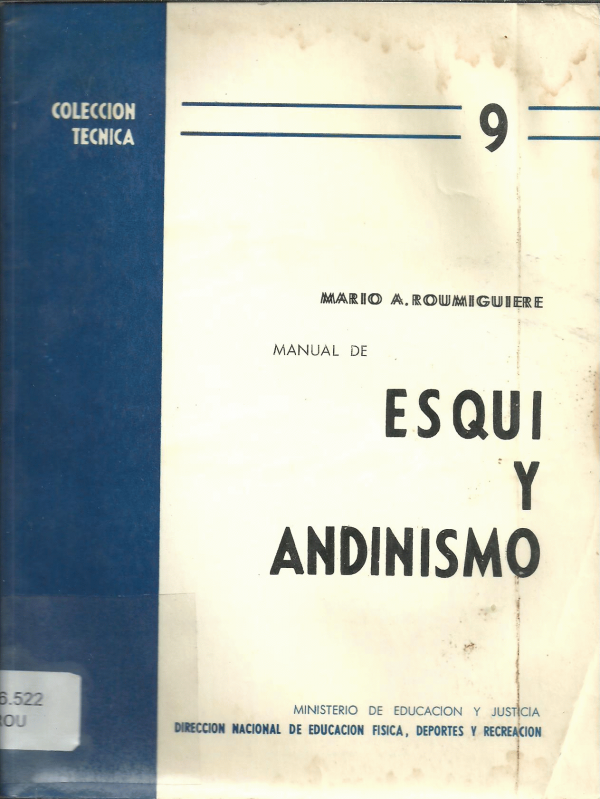 COLECCION
TECNICA
9
MARIO A. ROUMIGUIERE
MANUAL DE
ESQUI
Y
ANDINISMO
6.522
ROU
MINISTERIO DE EDUCACION Y JUSTICIA
DIRECCION NACIONAL DE EDUCACION FISICA, DEPORTES Y RECREACION